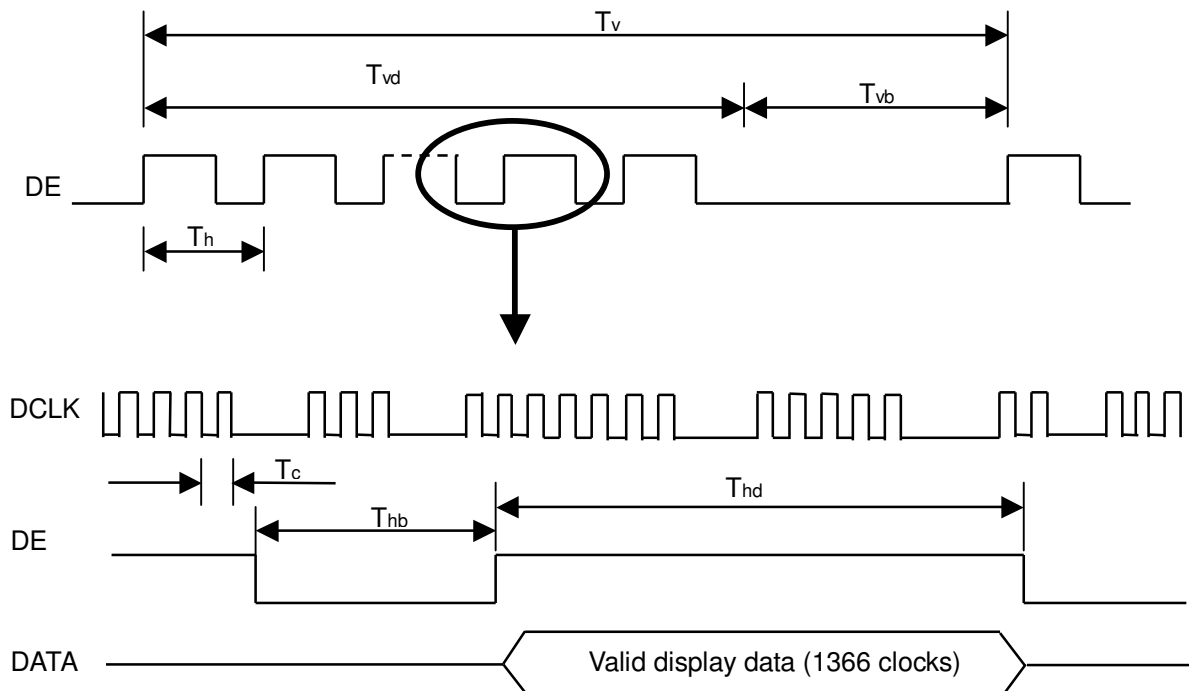 Tv
Tvd
Tvb
DE
Th
DCLK
Tc
Thd
Thb
DE
DATA
Valid display data (1366 clocks)